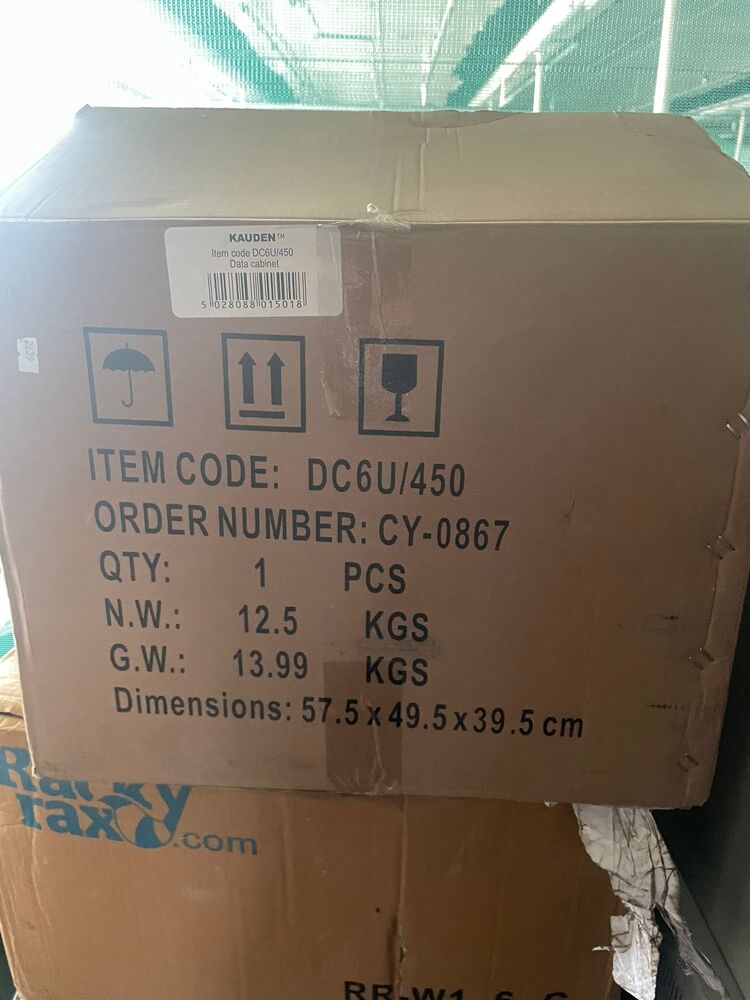 KAUDEN™
Item code DC6U/450
Data cabinet
5 028088 015018
2639
ITEM CODE: DC6U/450
ORDER NUMBER: CY-0867
QTY: 1 PCS
N.W.: 12.5 KGS
G.W.: 13.99 KGS
Dimensions: 57.5 x 49.5 x 39.5 cm
Racky
rax.com